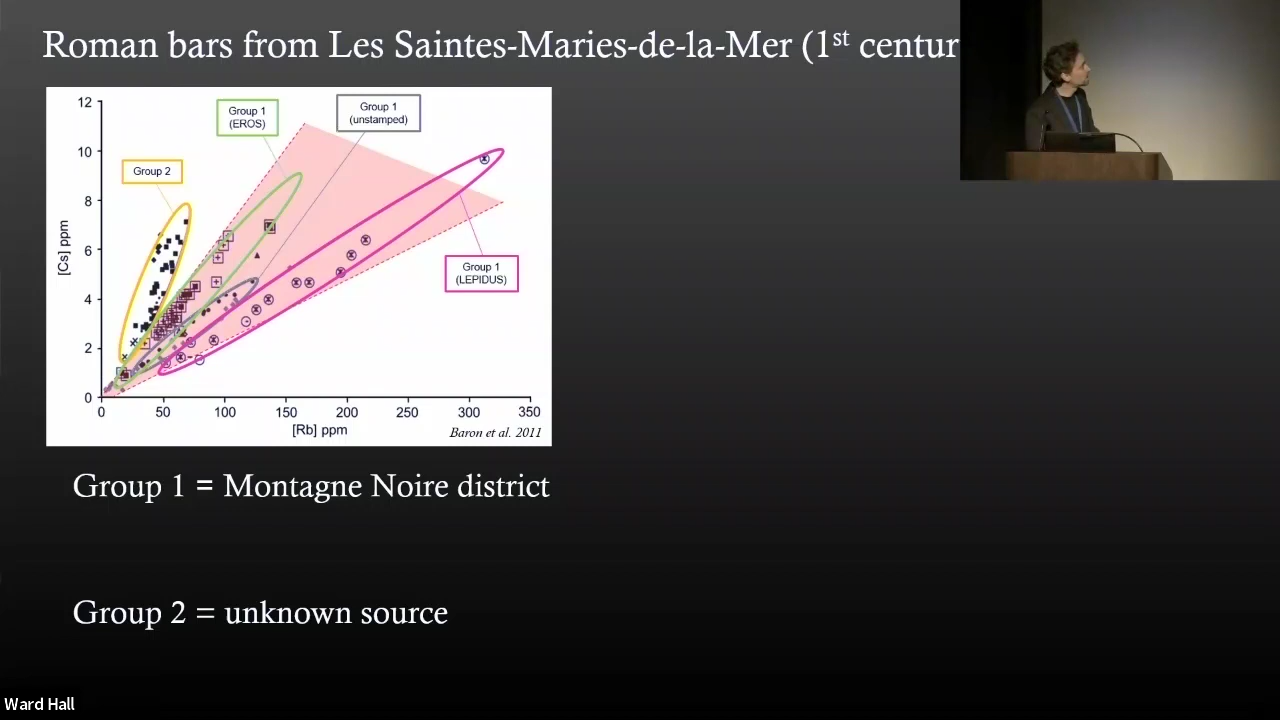 Roman bars from Les Saintes-Maries-de-la-Mer (1st centur
12
10
8
6
4
2
0
[Cs] ppm
Group 2
Group 1
(EROS)
Group 1
(unstamped)
Group 1
(LEPIDUS)
0 50 100 150 200 250 300 350
[Rb] ppm
Baron et al. 2011
Group 1 = Montagne Noire district
Group 2 = unknown source
Ward Hall